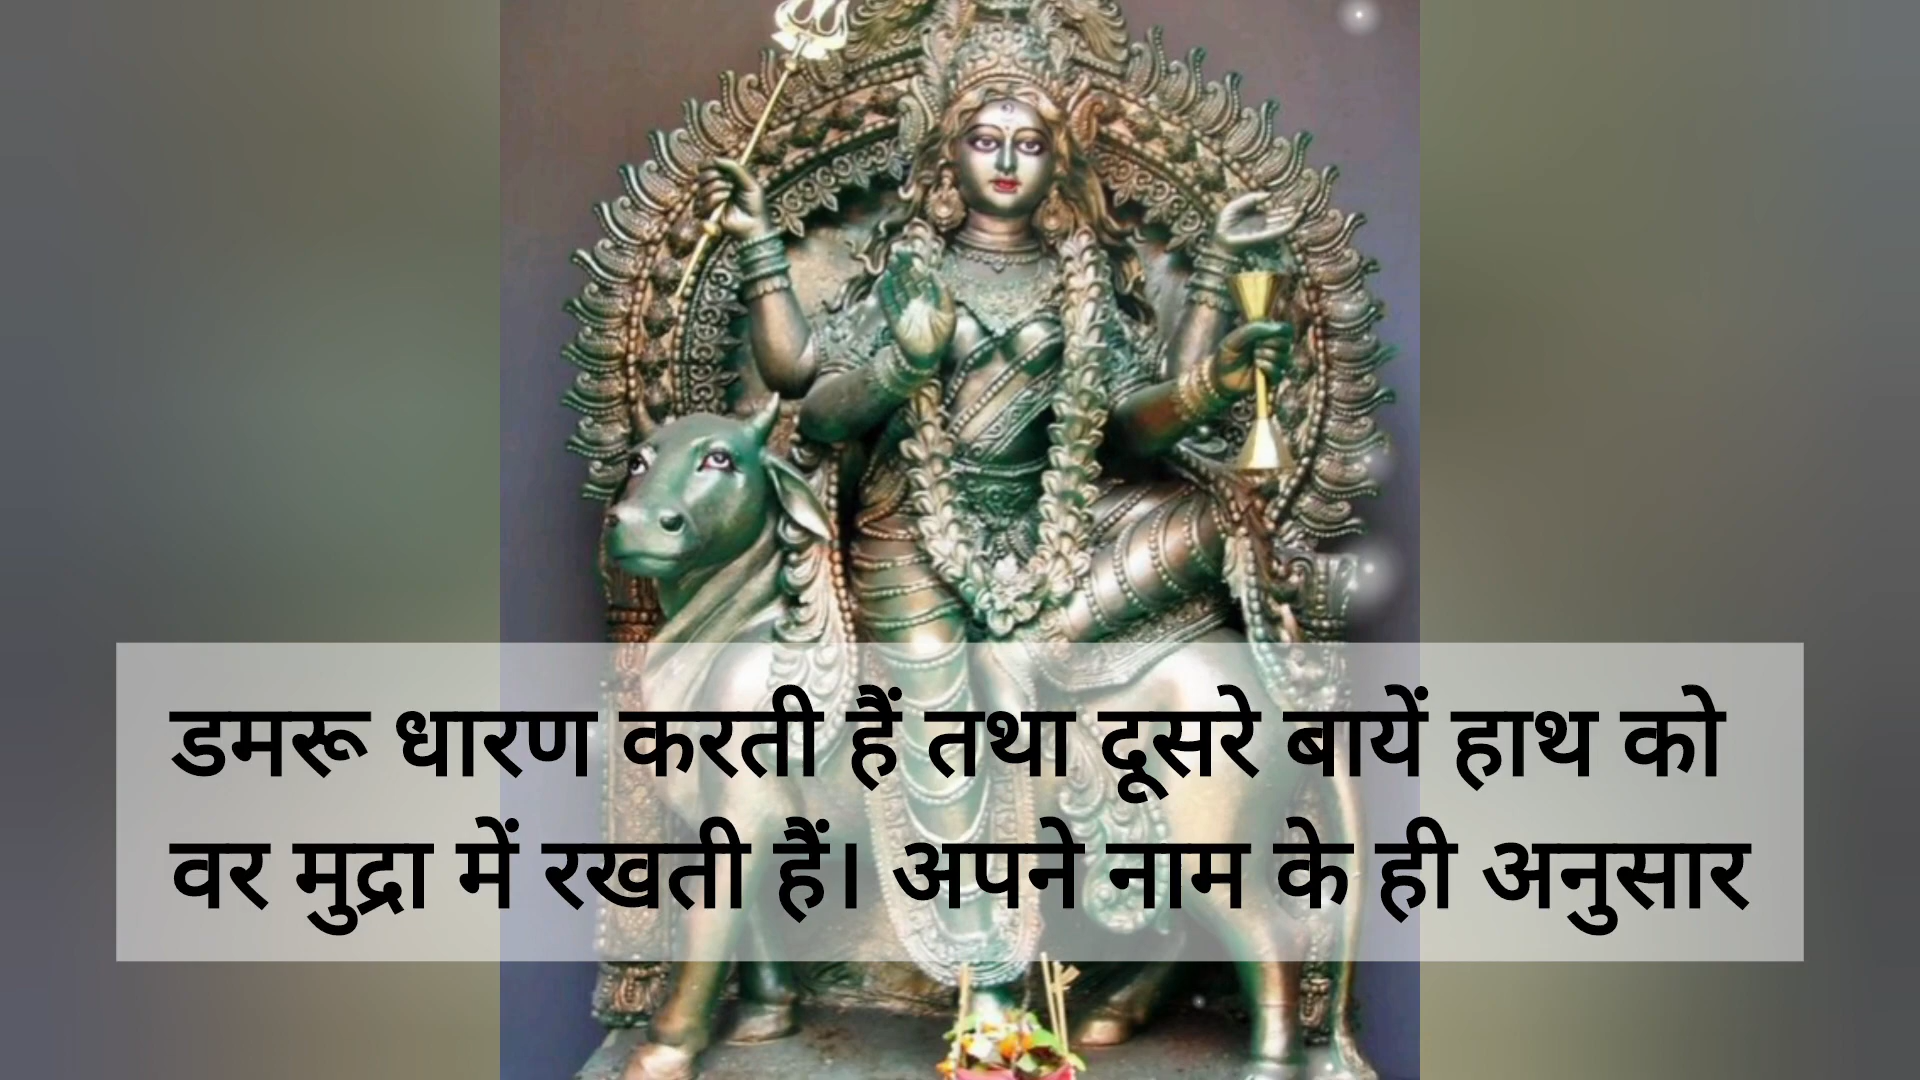 डमरू धारण करती हैं तथा दूसरे बायें हाथ को
वर मुद्रा में रखती हैं। अपने नाम के ही अनुसार